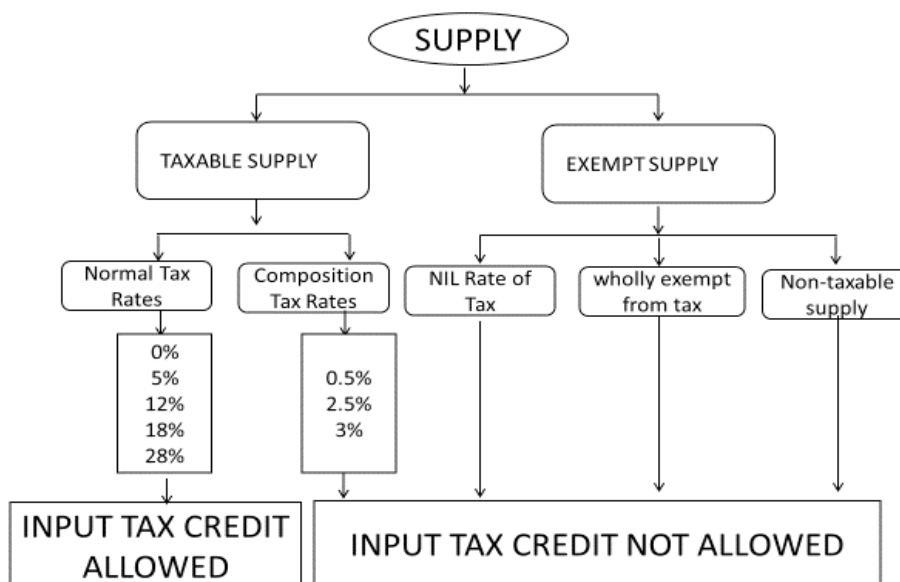 SUPPLY
TAXABLE SUPPLY
EXEMPT SUPPLY
Normal Tax
Rates
Composition
Tax Rates
NIL Rate of
Tax
wholly exempt
from tax
Non-taxable
supply
0%
5%
12%
18%
28%
0.5%
2.5%
3%
INPUT TAX CREDIT
ALLOWED
INPUT TAX CREDIT NOT ALLOWED